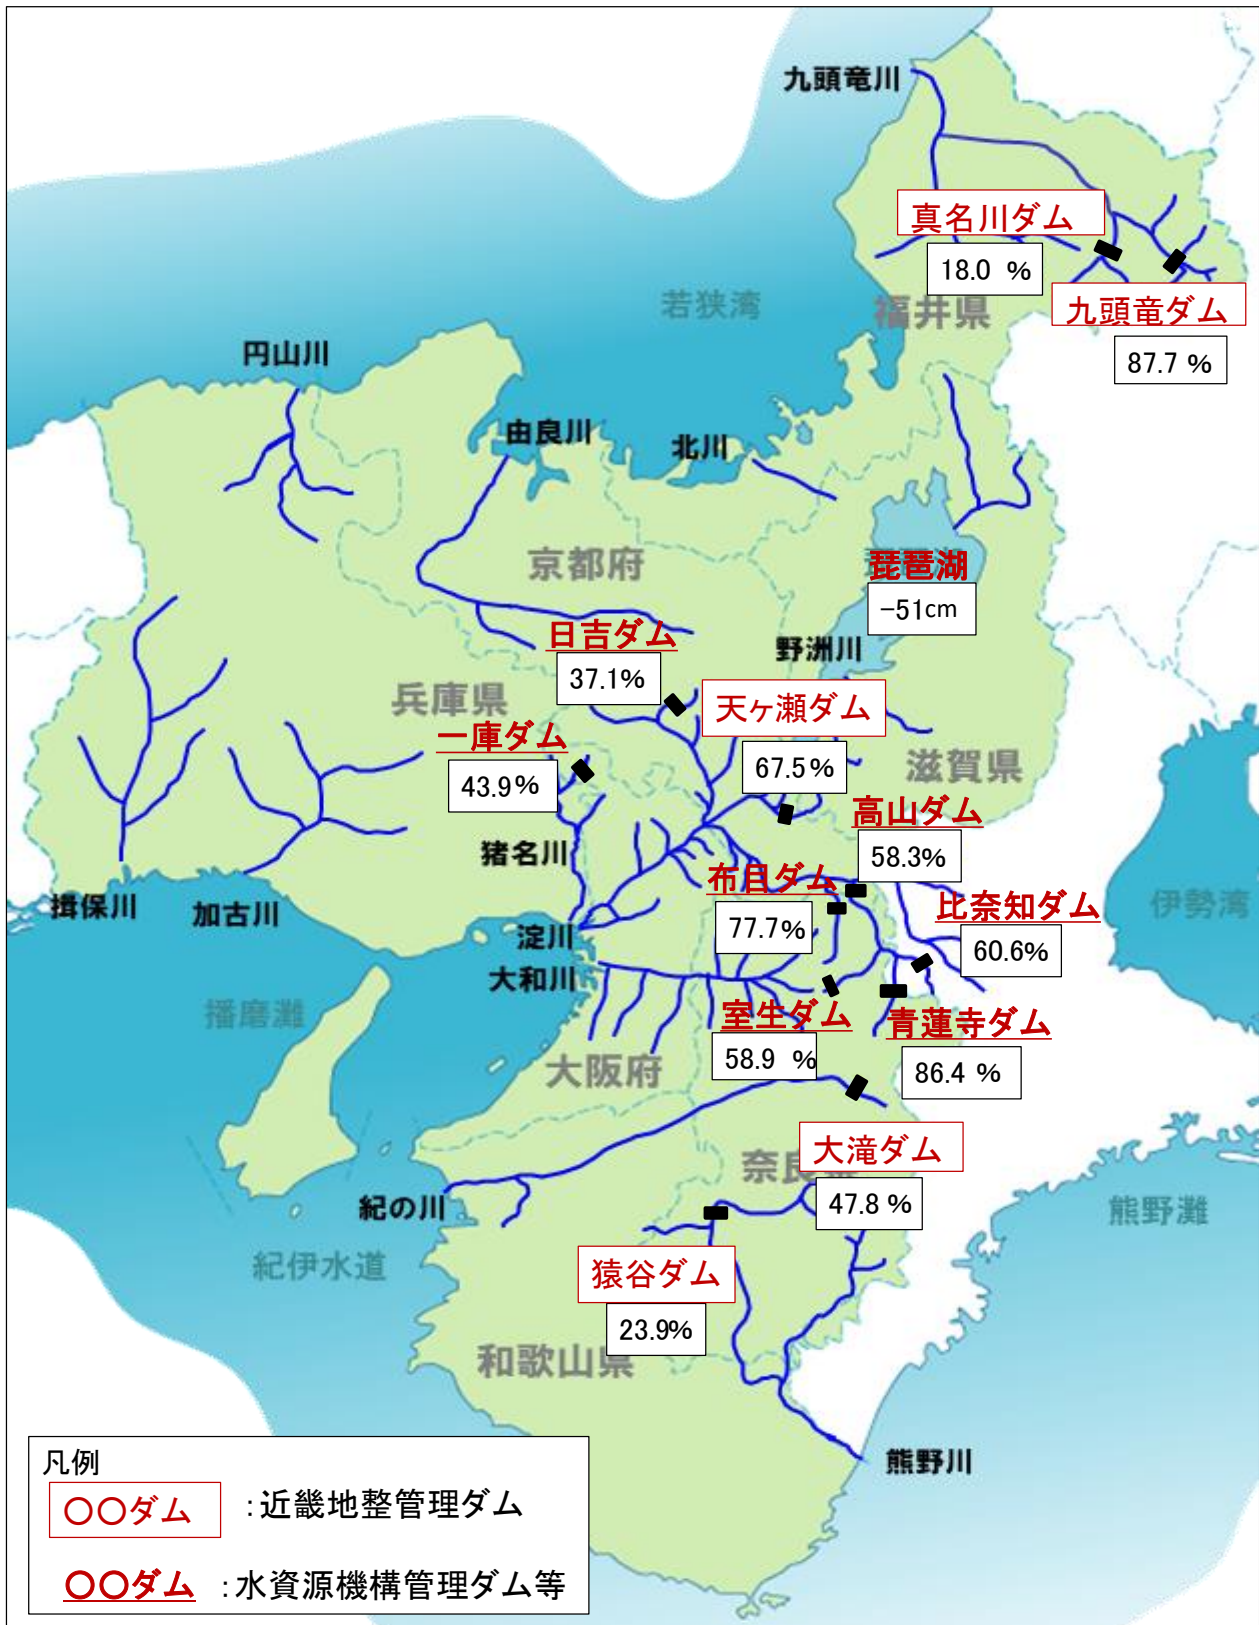 九頭竜川
真名川ダム
18.0 %
九頭竜ダム
87.7 %
若狭湾
福井県
円山川
由良川
北川
京都府
琵琶湖
-51cm
日吉ダム
37.1%
野洲川
兵庫県
天ヶ瀬ダム
67.5%
一庫ダム
43.9%
滋賀県
高山ダム
58.3%
猪名川
布目ダム
77.7%
比奈知ダム
60.6%
揖保川
加古川
伊勢湾
淀川
大和川
播磨灘
室生ダム
58.9 %
青蓮寺ダム
86.4 %
大阪府
大滝ダム
47.8 %
奈良
紀の川
熊野灘
紀伊水道
猿谷ダム
23.9%
和歌山県
熊野川
凡例
〇〇ダム :近畿地整管理ダム
〇〇ダム :水資源機構管理ダム等